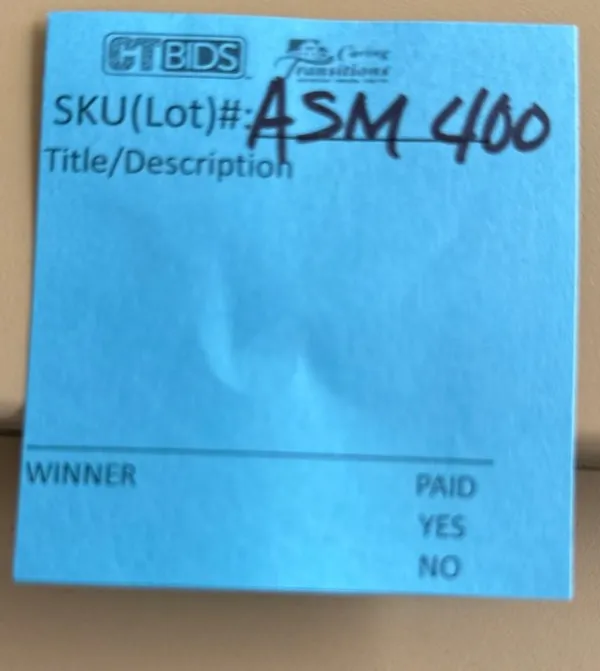 CTBIDS Caring Transitions
SKU(Lot)#: ASM 400
Title/Description
WINNER PAID
YES
NO